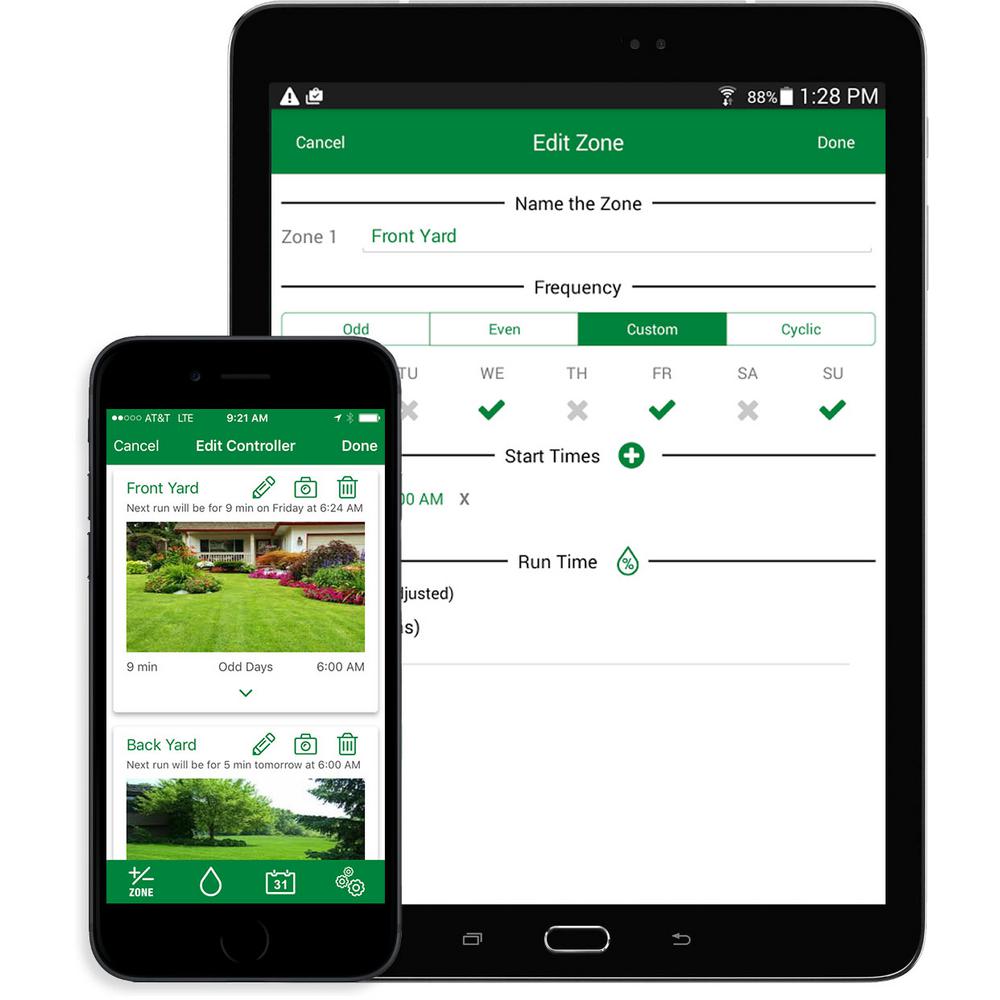 88% 1:28 PM
Cancel Edit Zone Done
Name the Zone
Zone 1 Front Yard
Frequency
Odd Even Custom Cyclic
TU WE TH FR SA SU
Start Times
00 AM X
Run Time %
djusted)
s)
AT&T LTE 9:21 AM
Cancel Edit Controller Done
Front Yard
Next run will be for 9 min on Friday at 6:24 AM
9 min Odd Days 6:00 AM
Back Yard
Next run will be for 5 min tomorrow at 6:00 AM
+/- 31
ZONE